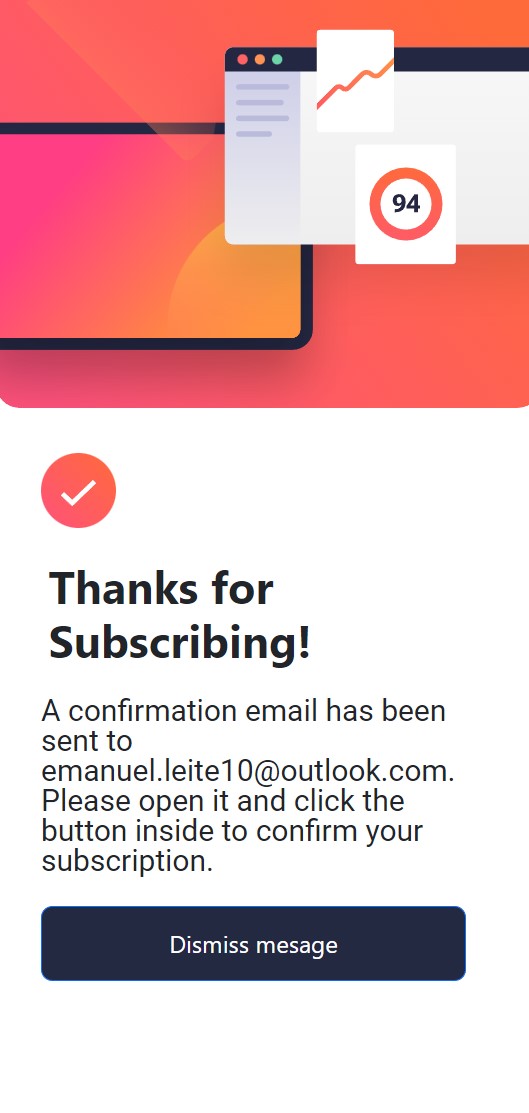 94
Thanks for
Subscribing!
A confirmation email has been
sent to
emanuel.leite10@outlook.com.
Please open it and click the
button inside to confirm your
subscription.
Dismiss mesage